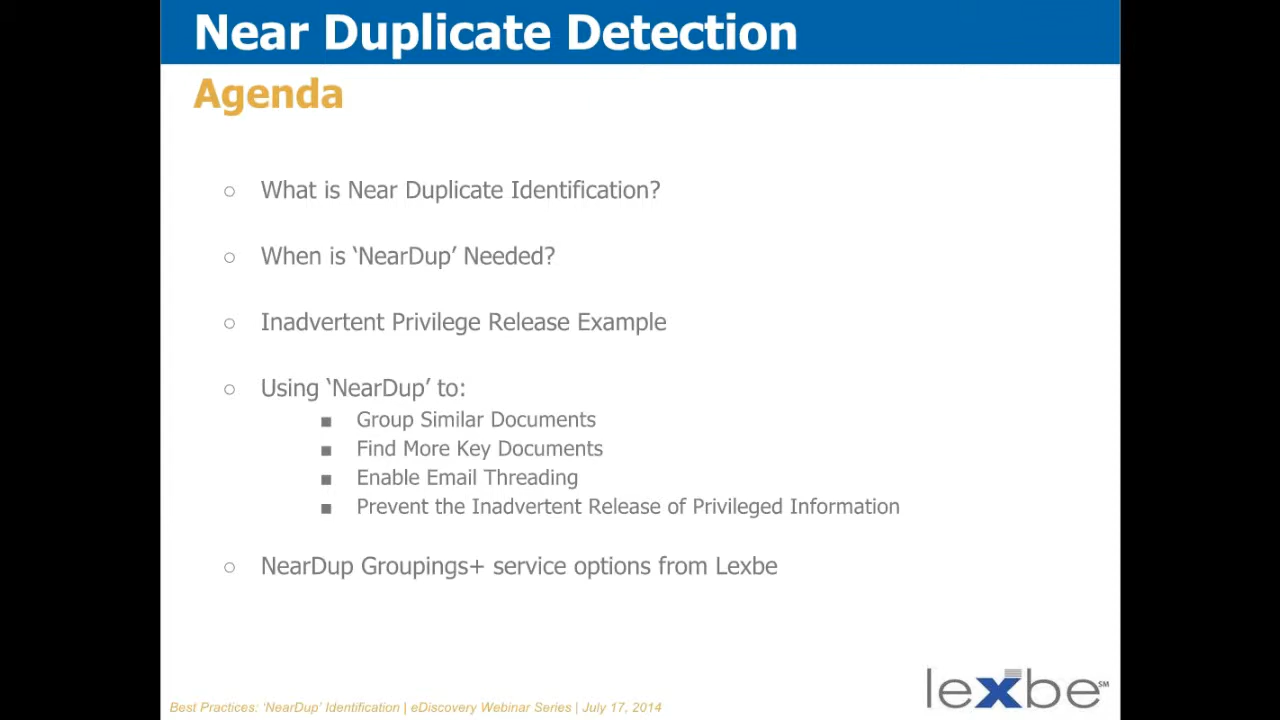 Near Duplicate Detection
Agenda
○ What is Near Duplicate Identification?
○ When is ‘NearDup’ Needed?
○ Inadvertent Privilege Release Example
○ Using ‘NearDup’ to:
■ Group Similar Documents
■ Find More Key Documents
■ Enable Email Threading
■ Prevent the Inadvertent Release of Privileged Information
○ NearDup Groupings+ service options from Lexbe
lexbe℠
Best Practices: ‘NearDup’ Identification | eDiscovery Webinar Series | July 17, 2014